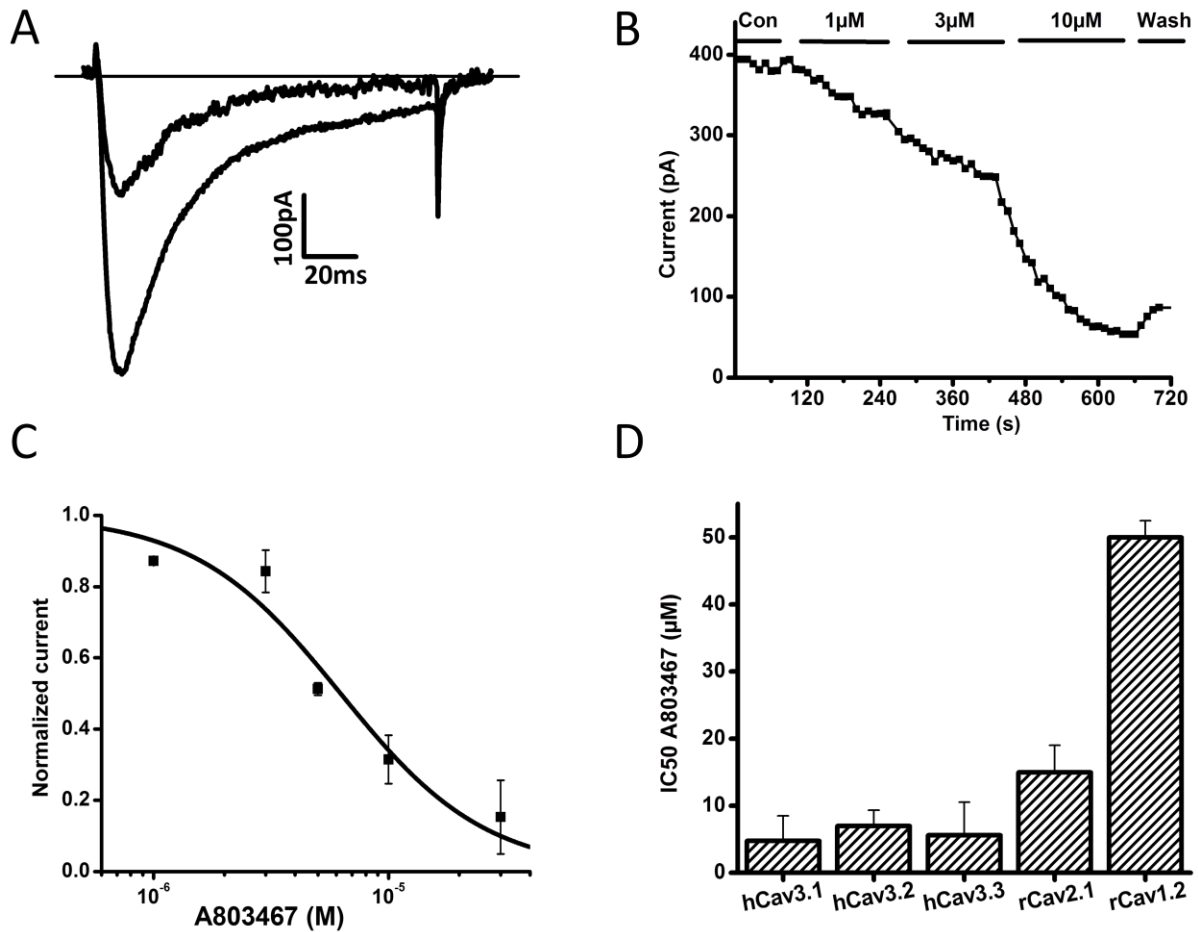 A
100pA
20ms
B
Con 1μM 3μM 10μM Wash
400
300
200
100
0
Current (pA)
120 240 360 480 600 720
Time (s)
C
1.0
0.8
0.6
0.4
0.2
0.0
Normalized current
10-6 10-5
A803467 (M)
D
50
40
30
20
10
0
IC50 A803467 (μM)
hCav3.1 hCav3.2 hCav3.3 rCav2.1 rCav1.2